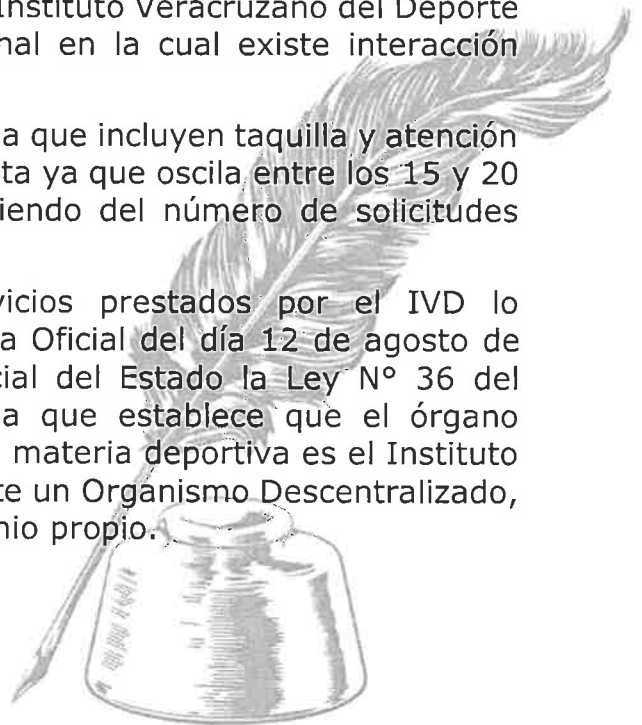 Instituto Veracruzano del Deporte
nal en la cual existe interacción
a que incluyen taquilla y atención
ta ya que oscila entre los 15 y 20
iendo del número de solicitudes
vicios prestados por el IVD lo
a Oficial del día 12 de agosto de
cial del Estado la Ley N° 36 del
a que establece que el órgano
materia deportiva es el Instituto
te un Organismo Descentralizado,
nio propio.